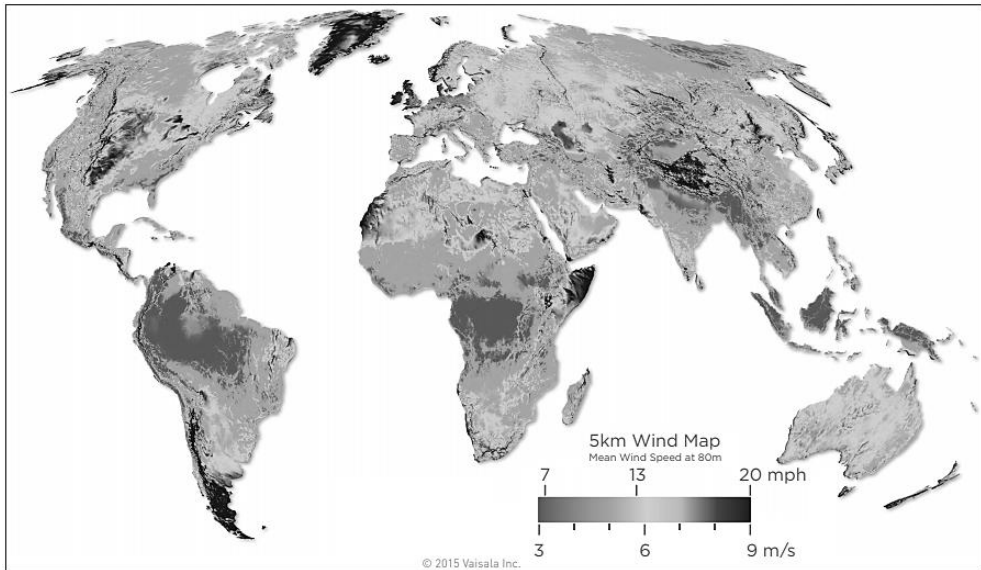 5km Wind Map
Mean Wind Speed at 80m
7 13 20 mph
3 6 9 m/s
© 2015 Vaisala Inc.